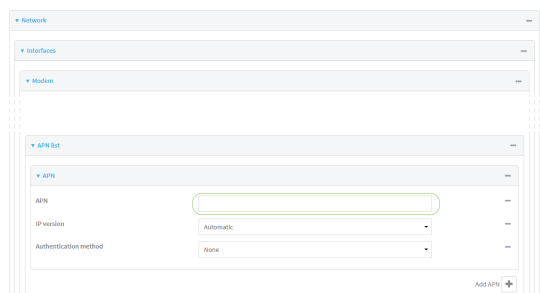 Network
Interfaces
Modem
APN list
APN
APN
IP version Automatic
Authentication method None
Add APN